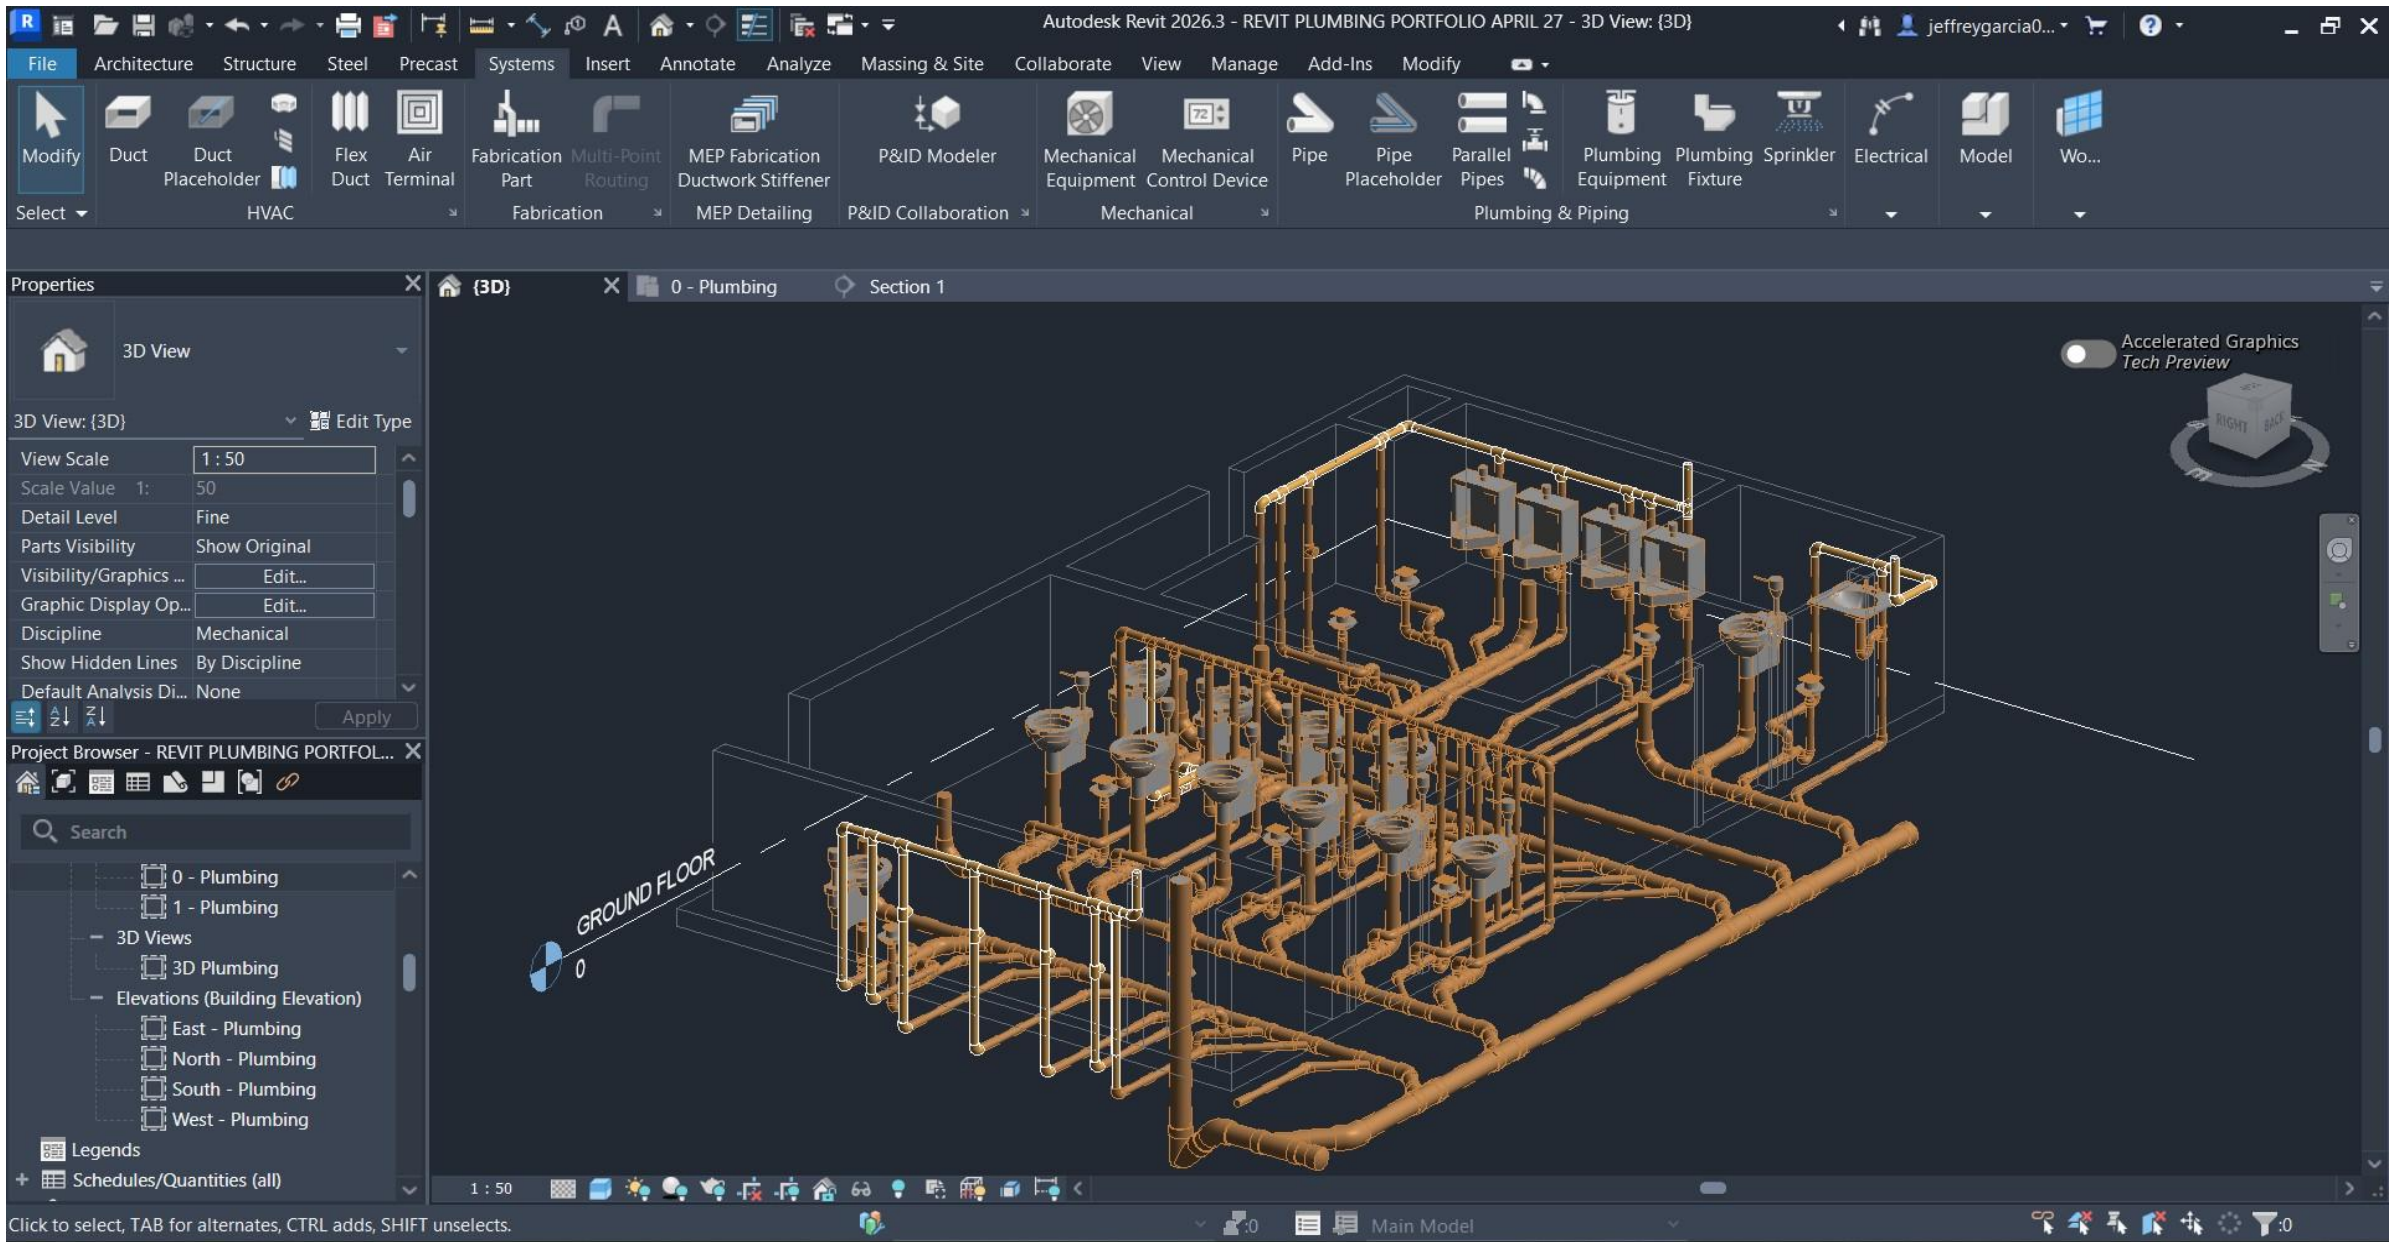 Autodesk Revit 2026.3 - REVIT PLUMBING PORTFOLIO APRIL 27 - 3D View: {3D}
jeffreygarcia0...
File Architecture Structure Steel Precast Systems Insert Annotate Analyze Massing & Site Collaborate View Manage Add-Ins Modify
Modify
Duct
Duct Placeholder
Flex Duct
Air Terminal
Fabrication Part
Multi-Point Routing
MEP Fabrication Ductwork Stiffener
P&ID Modeler
Mechanical Equipment
72
Mechanical Control Device
Pipe
Pipe Placeholder
Parallel Pipes
Plumbing Equipment
Plumbing Fixture
Sprinkler
Electrical
Model
Wo...
Select
HVAC
Fabrication
MEP Detailing
P&ID Collaboration
Mechanical
Plumbing & Piping
Properties
3D View
3D View: {3D}
Edit Type
View Scale 1 : 50
Scale Value 1: 50
Detail Level Fine
Parts Visibility Show Original
Visibility/Graphics ... Edit...
Graphic Display Op... Edit...
Discipline Mechanical
Show Hidden Lines By Discipline
Default Analysis Di... None
Apply
Project Browser - REVIT PLUMBING PORTFOL...
Search
0 - Plumbing
1 - Plumbing
3D Views
3D Plumbing
Elevations (Building Elevation)
East - Plumbing
North - Plumbing
South - Plumbing
West - Plumbing
Legends
Schedules/Quantities (all)
{3D}
0 - Plumbing
Section 1
Accelerated Graphics
Tech Preview
RIGHT
BACK
E
N
GROUND FLOOR
0
1 : 50
Click to select, TAB for alternates, CTRL adds, SHIFT unselects.
:0
Main Model
:0